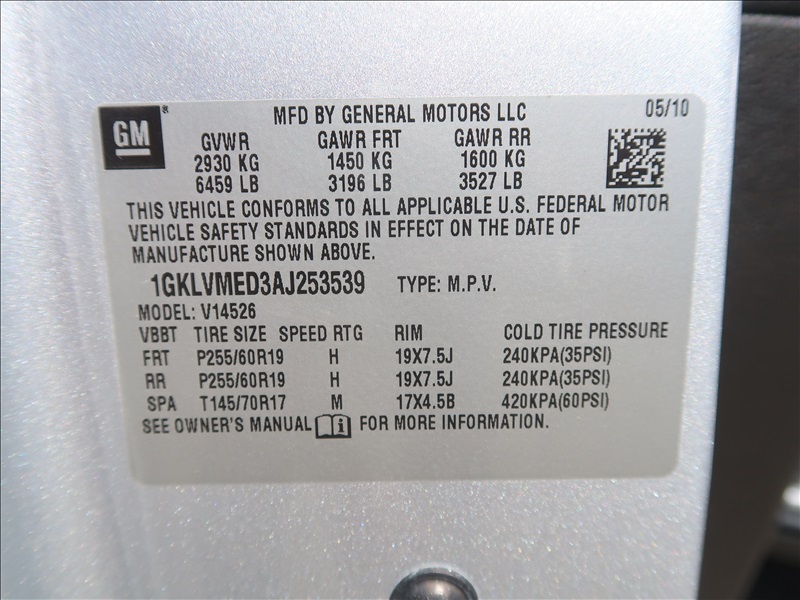 GM® MFD BY GENERAL MOTORS LLC 05/10
GVWR GAWR FRT GAWR RR
2930 KG 1450 KG 1600 KG
6459 LB 3196 LB 3527 LB
THIS VEHICLE CONFORMS TO ALL APPLICABLE U.S. FEDERAL MOTOR
VEHICLE SAFETY STANDARDS IN EFFECT ON THE DATE OF
MANUFACTURE SHOWN ABOVE.
1GKLVMED3AJ253539 TYPE: M.P.V.
MODEL: V14526
VBBT TIRE SIZE SPEED RTG RIM COLD TIRE PRESSURE
FRT P255/60R19 H 19X7.5J 240KPA(35PSI)
RR P255/60R19 H 19X7.5J 240KPA(35PSI)
SPA T145/70R17 M 17X4.5B 420KPA(60PSI)
SEE OWNER'S MANUAL i FOR MORE INFORMATION.